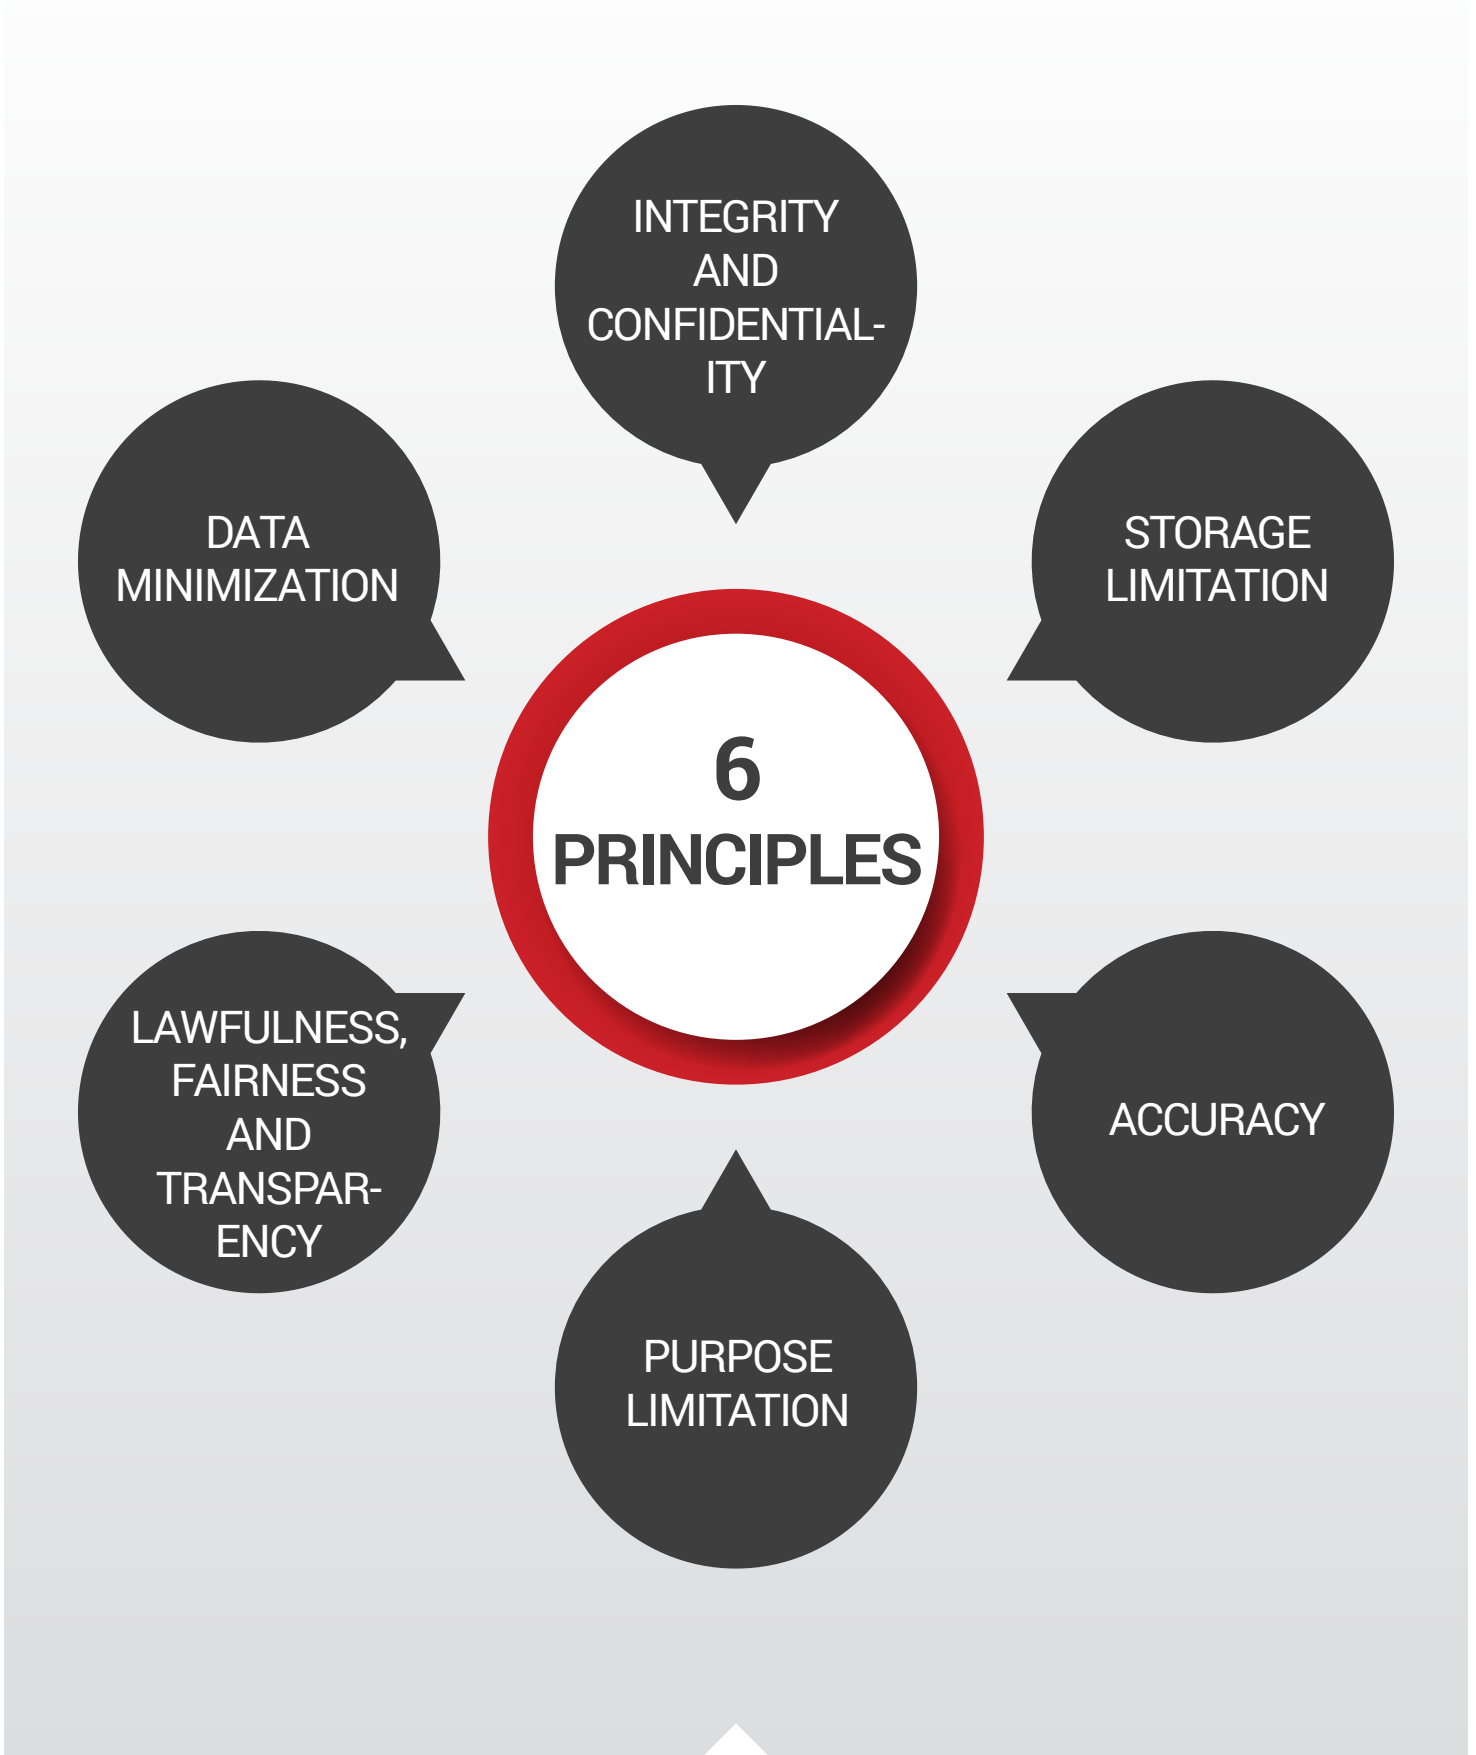 INTEGRITY
AND
CONFIDENTIAL-
ITY
DATA
MINIMIZATION
STORAGE
LIMITATION
6
PRINCIPLES
LAWFULNESS,
FAIRNESS
AND
TRANSPAR-
ENCY
ACCURACY
PURPOSE
LIMITATION